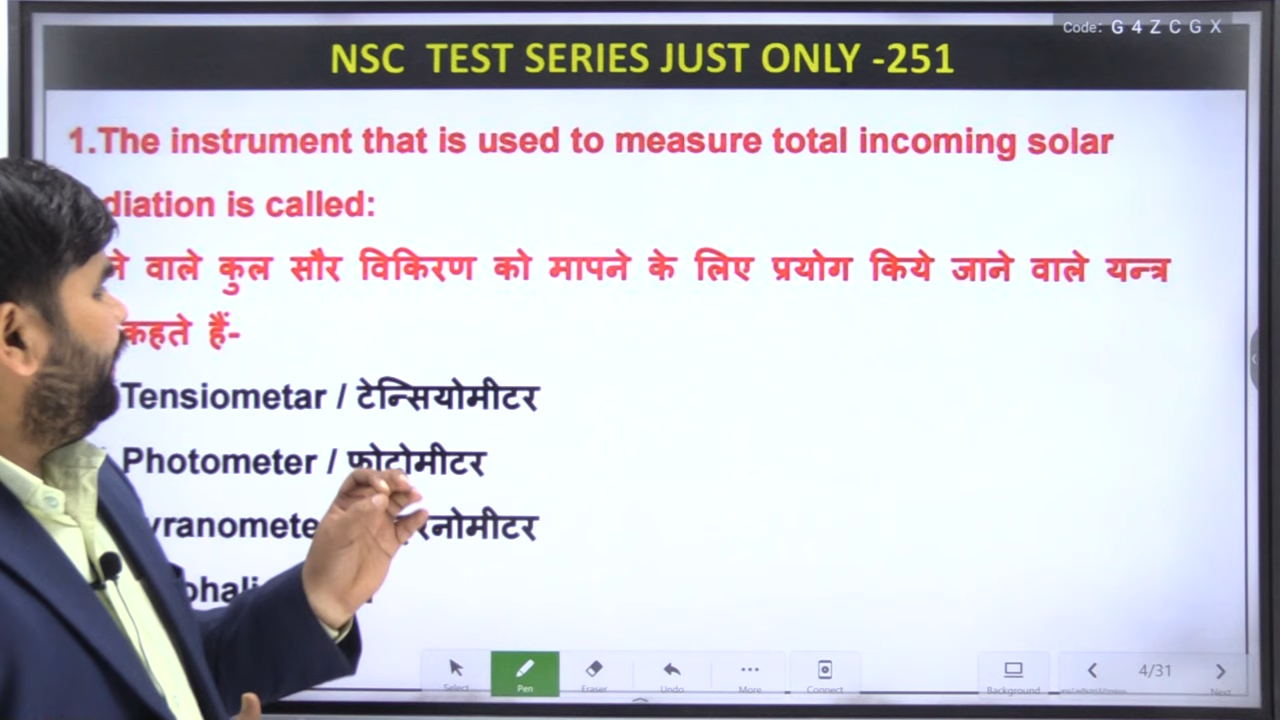 Code: G 4 Z C G X
NSC TEST SERIES JUST ONLY -251
1.The instrument that is used to measure total incoming solar
diation is called:
वाले कुल सौर विकिरण को मापने के लिए प्रयोग किये जाने वाले यन्त्र
कहते हैं-
Tensiometar / टेन्सियोमीटर
Photometer / फोटोमीटर
yranomete रनोमीटर
Select Pen Eraser Undo More Connect Background 4/31 Next